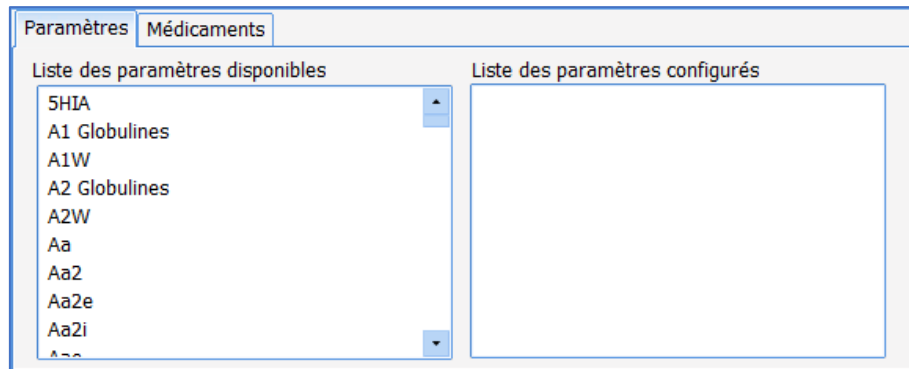 Paramètres Médicaments
Liste des paramètres disponibles
5HIA
A1 Globulines
A1W
A2 Globulines
A2W
Aa
Aa2
Aa2e
Aa2i
Liste des paramètres configurés